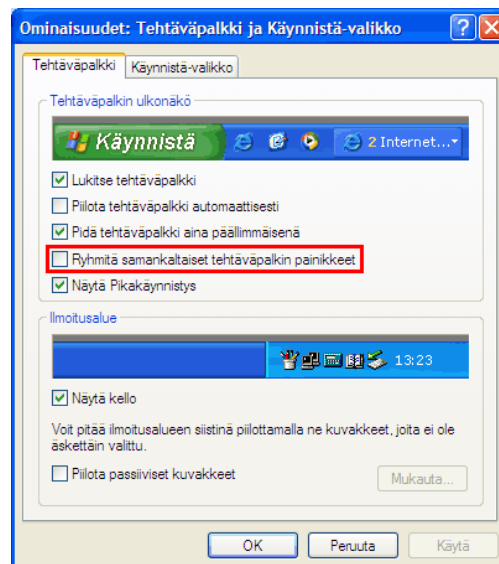 Ominaisuudet: Tehtäväpalkki ja Käynnistä-valikko
Tehtäväpalkki Käynnistä-valikko
Tehtäväpalkin ulkonäkö
Käynnistä 2 Internet...
Lukitse tehtäväpalkki
Piilota tehtäväpalkki automaattisesti
Pidä tehtäväpalkki aina päällimmäisenä
Ryhmitä samankaltaiset tehtäväpalkin painikkeet
Näytä Pikakäynnistys
Ilmoitusalue
13:23
Näytä kello
Voit pitää ilmoitusalueen siistinä piilottamalla ne kuvakkeet, joita ei ole
äskettäin valittu.
Piilota passiiviset kuvakkeet Mukauta...
OK Peruuta Käytä